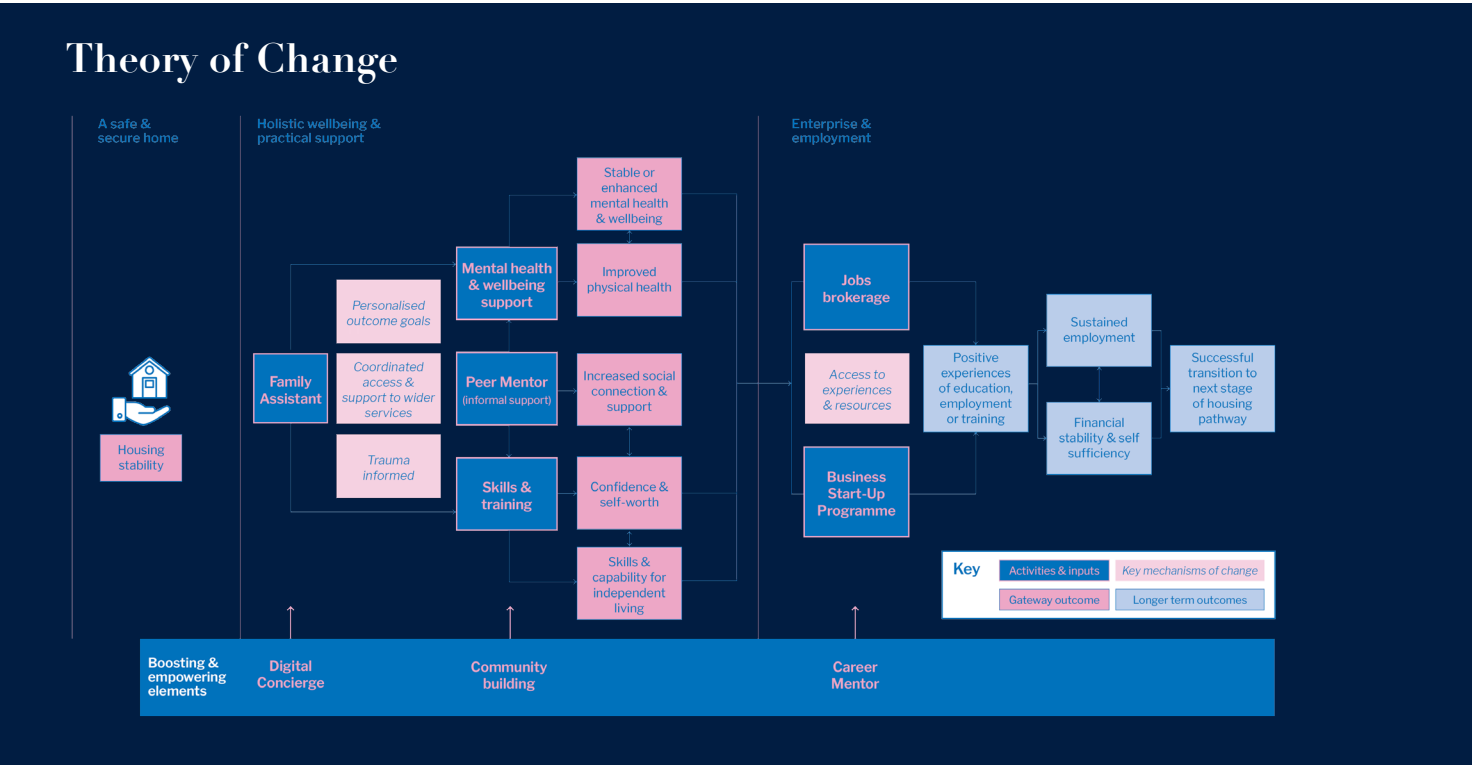 Theory of Change
A safe &
secure home
Holistic wellbeing &
practical support
Enterprise &
employment
Housing
stability
Family
Assistant
Personalised
outcome goals
Coordinated
access &
support to wider
services
Trauma
informed
Mental health
& wellbeing
support
Peer Mentor
(informal support)
Skills &
training
Stable or
enhanced
mental health
& wellbeing
Improved
physical health
Increased social
connection &
support
Confidence &
self-worth
Skills &
capability for
independent
living
Jobs
brokerage
Access to
experiences
& resources
Business
Start-Up
Programme
Positive
experiences
of education,
employment
or training
Sustained
employment
Financial
stability & self
sufficiency
Successful
transition to
next stage
of housing
pathway
Key
Activities & inputs
Key mechanisms of change
Gateway outcome
Longer term outcomes
Boosting &
empowering
elements
Digital
Concierge
Community
building
Career
Mentor